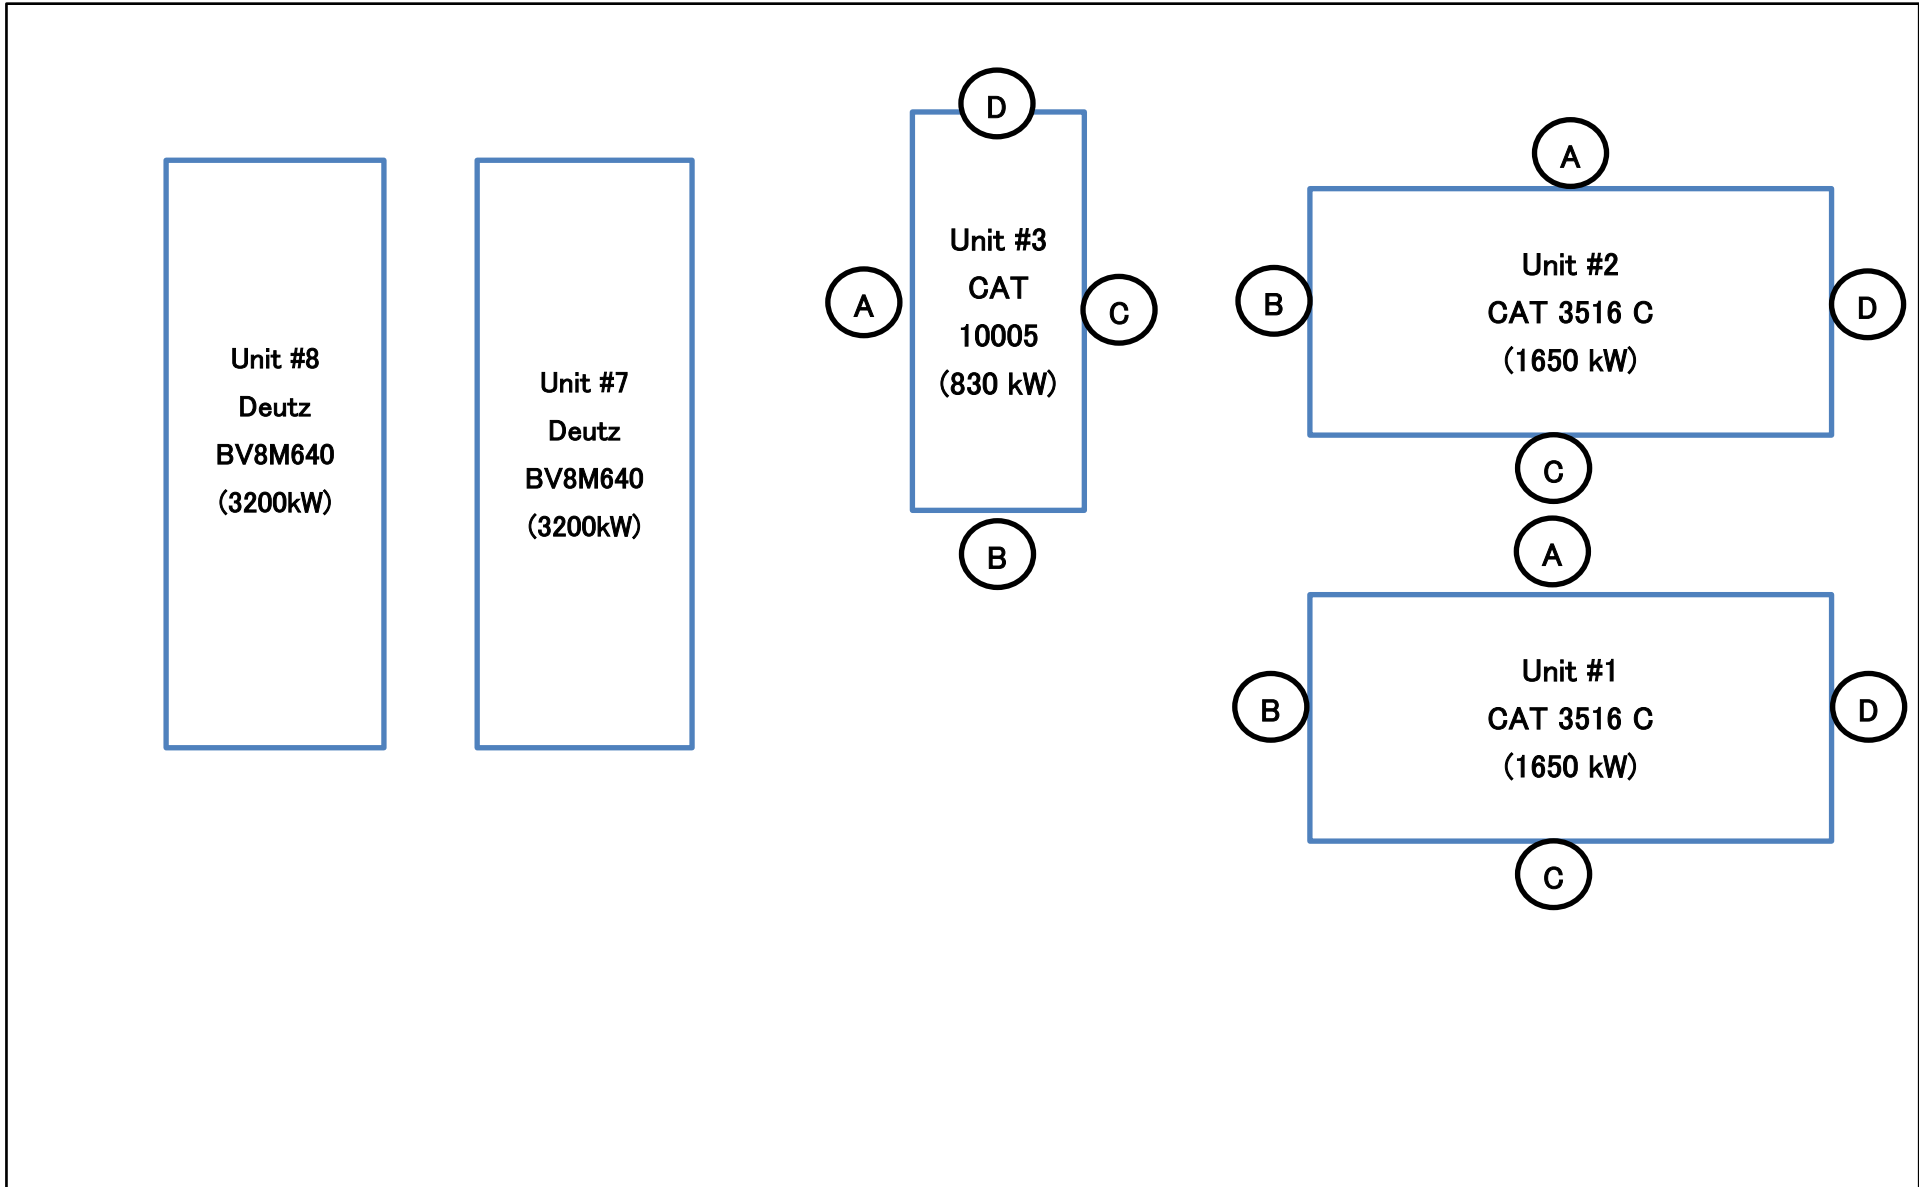 Unit #8
Deutz
BV8M640
(3200kW)
Unit #7
Deutz
BV8M640
(3200kW)
D
A
Unit #3
CAT
10005
(830 kW)
C
B
A
B
Unit #2
CAT 3516 C
(1650 kW)
D
C
A
B
Unit #1
CAT 3516 C
(1650 kW)
D
C